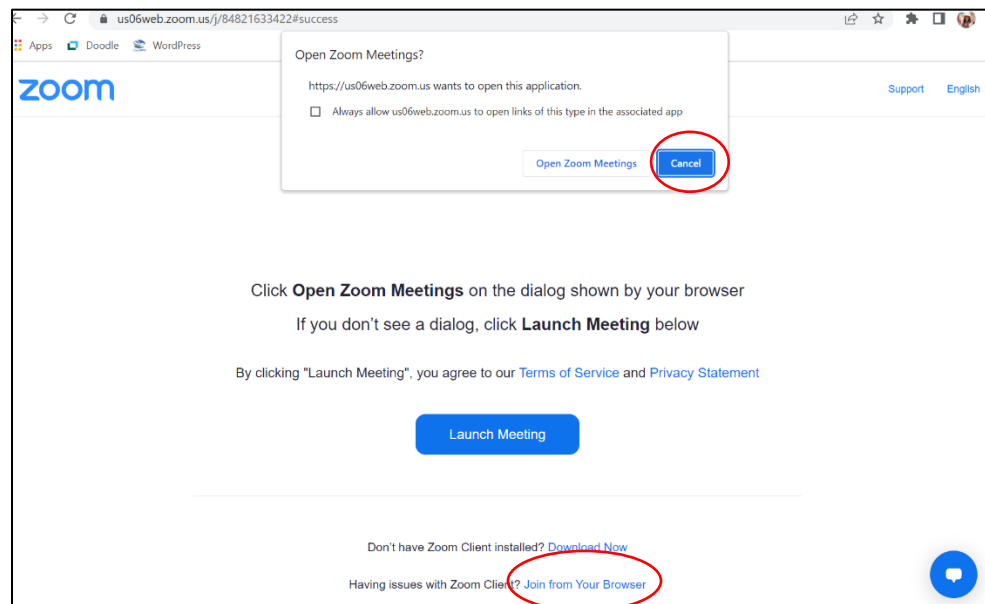 us06web.zoom.us/j/84821633422#success
Apps Doodle WordPress
Open Zoom Meetings?
https://us06web.zoom.us wants to open this application.
Always allow us06web.zoom.us to open links of this type in the associated app
Open Zoom Meetings Cancel
zoom
Support English
Click Open Zoom Meetings on the dialog shown by your browser
If you don't see a dialog, click Launch Meeting below
By clicking "Launch Meeting", you agree to our Terms of Service and Privacy Statement
Launch Meeting
Don't have Zoom Client installed? Download Now
Having issues with Zoom Client? Join from Your Browser